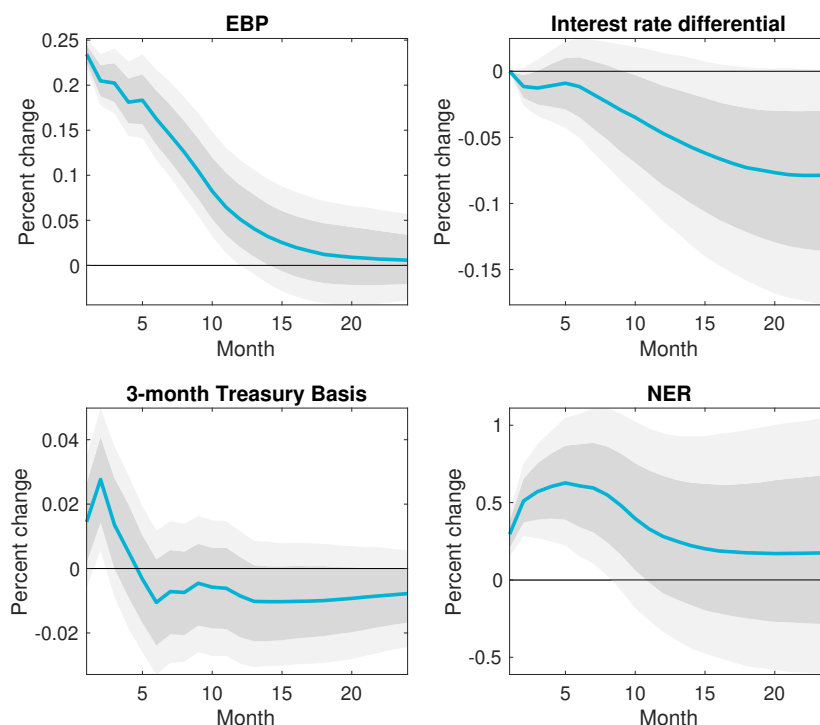 EBP
Percent change
0.25
0.2
0.15
0.1
0.05
0
5
10
15
20
Month
Interest rate differential
Percent change
0
-0.05
-0.1
-0.15
5
10
15
20
Month
3-month Treasury Basis
Percent change
0.04
0.02
0
-0.02
5
10
15
20
Month
NER
Percent change
1
0.5
0
-0.5
5
10
15
20
Month